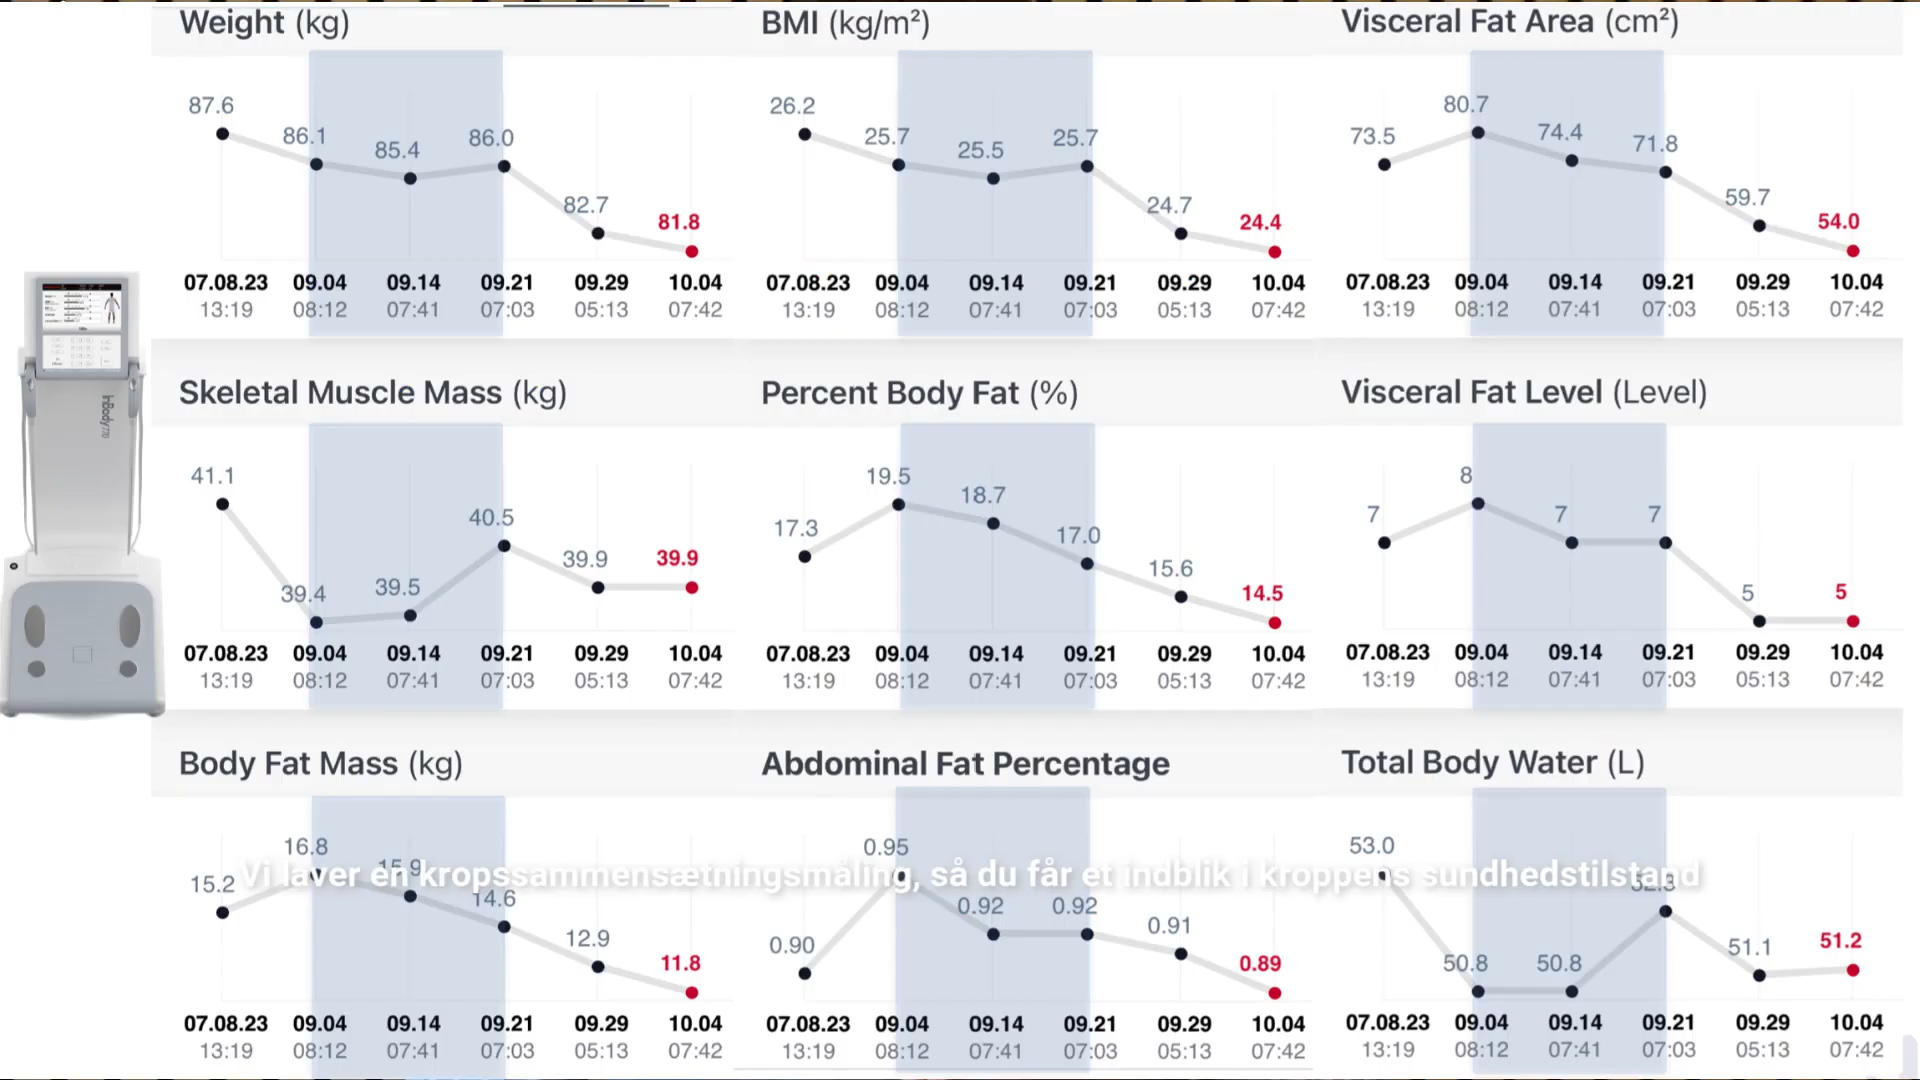 Weight (kg)
87.6
86.1
85.4
86.0
82.7
81.8
07.08.23 09.04 09.14 09.21 09.29 10.04
13:19 08:12 07:41 07:03 05:13 07:42
BMI (kg/m²)
26.2
25.7
25.5
25.7
24.7
24.4
07.08.23 09.04 09.14 09.21 09.29 10.04
13:19 08:12 07:41 07:03 05:13 07:42
Visceral Fat Area (cm²)
73.5
80.7
74.4
71.8
59.7
54.0
07.08.23 09.04 09.14 09.21 09.29 10.04
13:19 08:12 07:41 07:03 05:13 07:42
InBody770
Skeletal Muscle Mass (kg)
41.1
39.4
39.5
40.5
39.9
39.9
07.08.23 09.04 09.14 09.21 09.29 10.04
13:19 08:12 07:41 07:03 05:13 07:42
Percent Body Fat (%)
17.3
19.5
18.7
17.0
15.6
14.5
07.08.23 09.04 09.14 09.21 09.29 10.04
13:19 08:12 07:41 07:03 05:13 07:42
Visceral Fat Level (Level)
7
8
7
7
5
5
07.08.23 09.04 09.14 09.21 09.29 10.04
13:19 08:12 07:41 07:03 05:13 07:42
Body Fat Mass (kg)
15.2
16.8
15.9
14.6
12.9
11.8
07.08.23 09.04 09.14 09.21 09.29 10.04
13:19 08:12 07:41 07:03 05:13 07:42
Abdominal Fat Percentage
0.90
0.95
0.92
0.92
0.91
0.89
07.08.23 09.04 09.14 09.21 09.29 10.04
13:19 08:12 07:41 07:03 05:13 07:42
Total Body Water (L)
53.0
50.8
50.8
52.3
51.1
51.2
07.08.23 09.04 09.14 09.21 09.29 10.04
13:19 08:12 07:41 07:03 05:13 07:42
Vi laver en kropssammensætningsmåling, så du får et indblik i kroppens sundhedstilstand